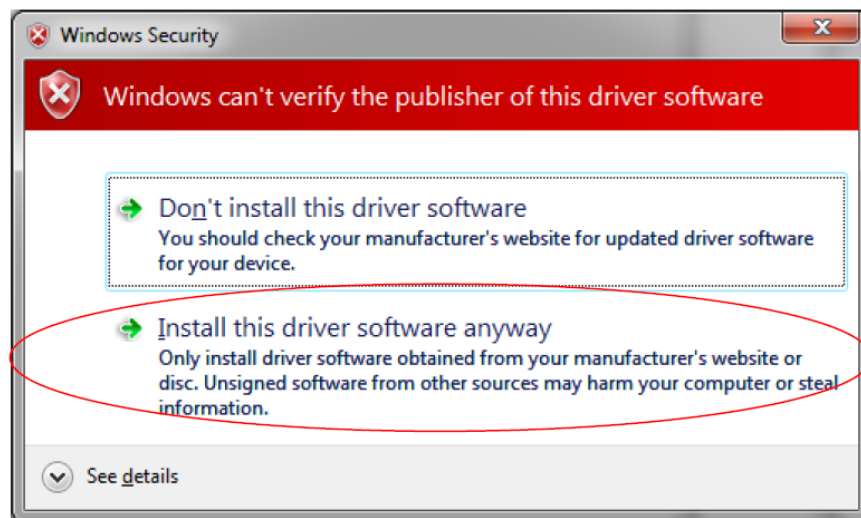 Windows Security
Windows can't verify the publisher of this driver software
Don't install this driver software
You should check your manufacturer's website for updated driver software
for your device.
Install this driver software anyway
Only install driver software obtained from your manufacturer's website or
disc. Unsigned software from other sources may harm your computer or steal
information.
See details